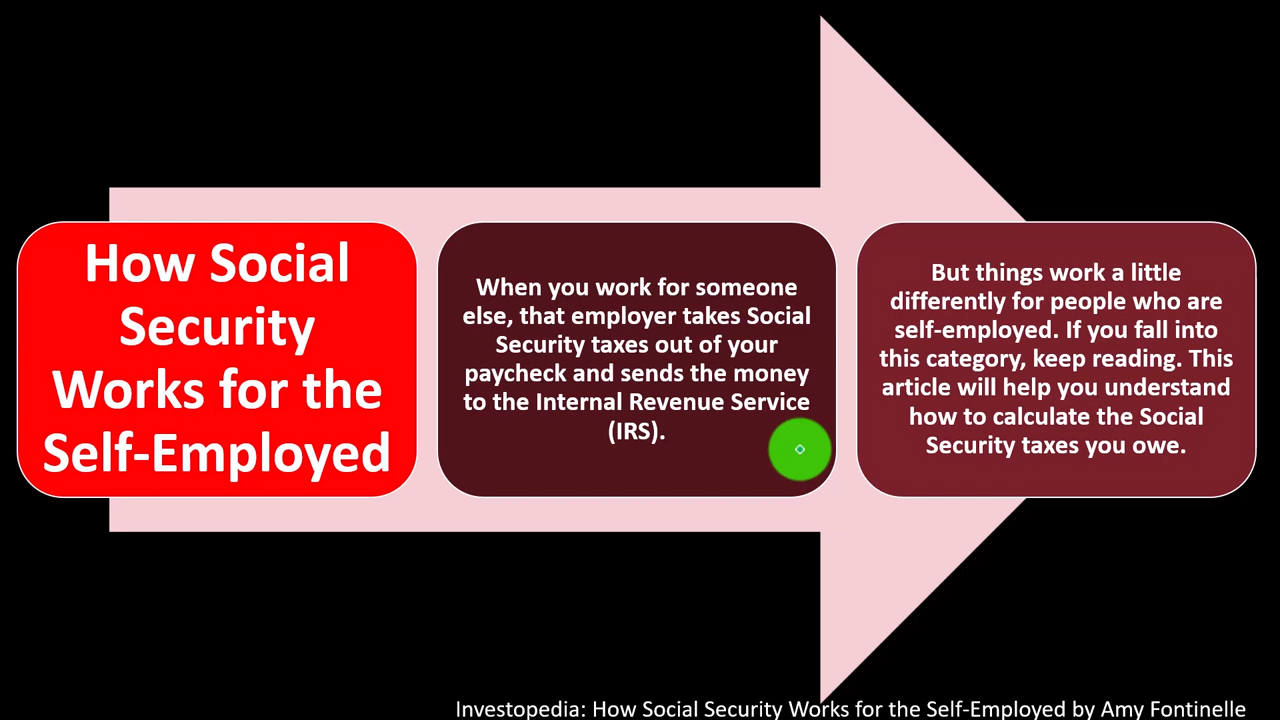 How Social
Security
Works for the
Self-Employed
When you work for someone
else, that employer takes Social
Security taxes out of your
paycheck and sends the money
to the Internal Revenue Service
(IRS).
But things work a little
differently for people who are
self-employed. If you fall into
this category, keep reading. This
article will help you understand
how to calculate the Social
Security taxes you owe.
Investopedia: How Social Security Works for the Self-Employed by Amy Fontinelle